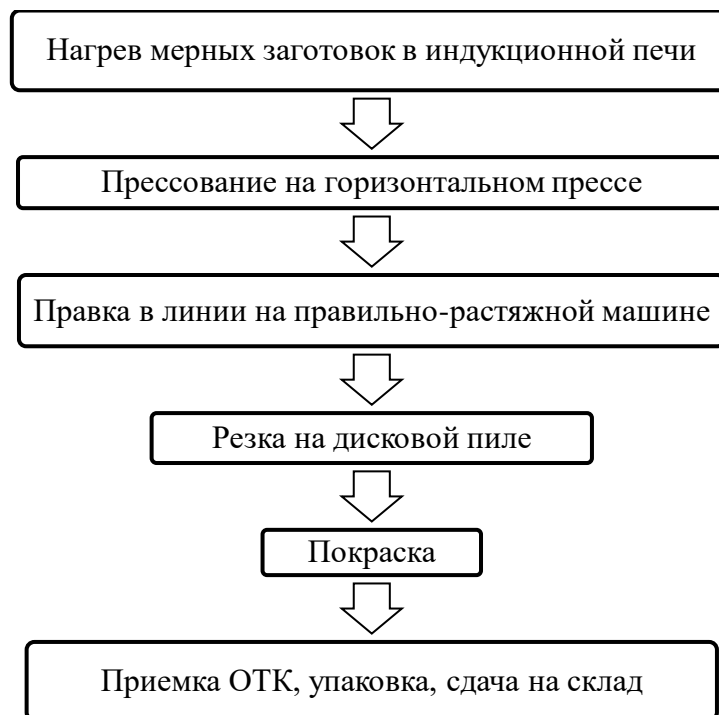 Нагрев мерных заготовок в индукционной печи
Прессование на горизонтальном прессе
Правка в линии на правильно-растяжной машине
Резка на дисковой пиле
Покраска
Приемка ОТК, упаковка, сдача на склад